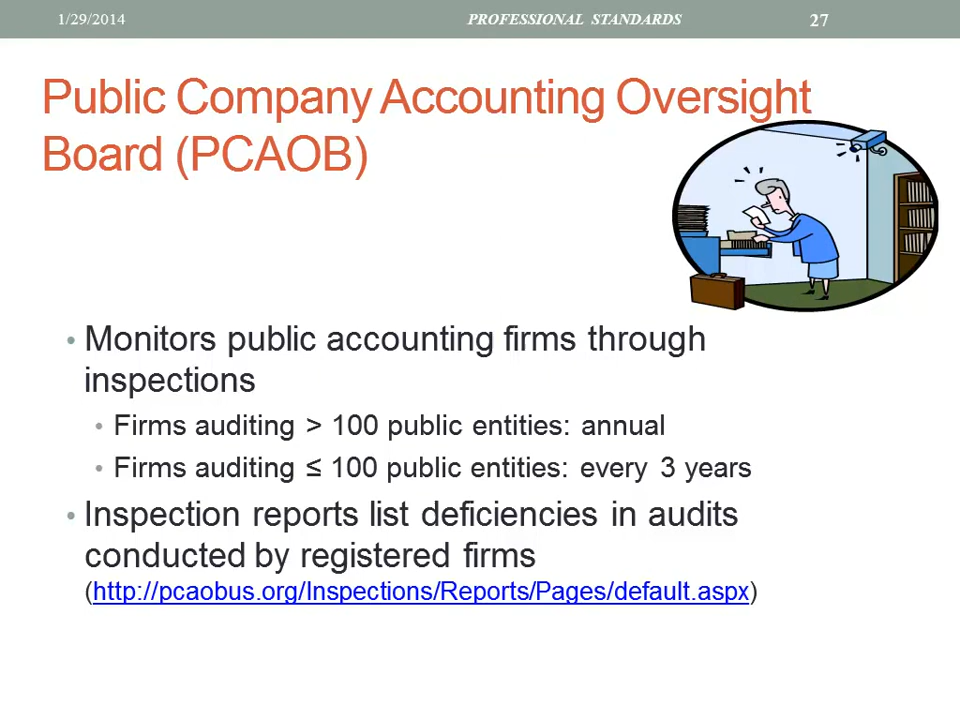 1/29/2014
PROFESSIONAL STANDARDS
27
Public Company Accounting Oversight
Board (PCAOB)
• Monitors public accounting firms through
inspections
• Firms auditing > 100 public entities: annual
• Firms auditing ≤ 100 public entities: every 3 years
• Inspection reports list deficiencies in audits
conducted by registered firms
(http://pcaobus.org/Inspections/Reports/Pages/default.aspx)